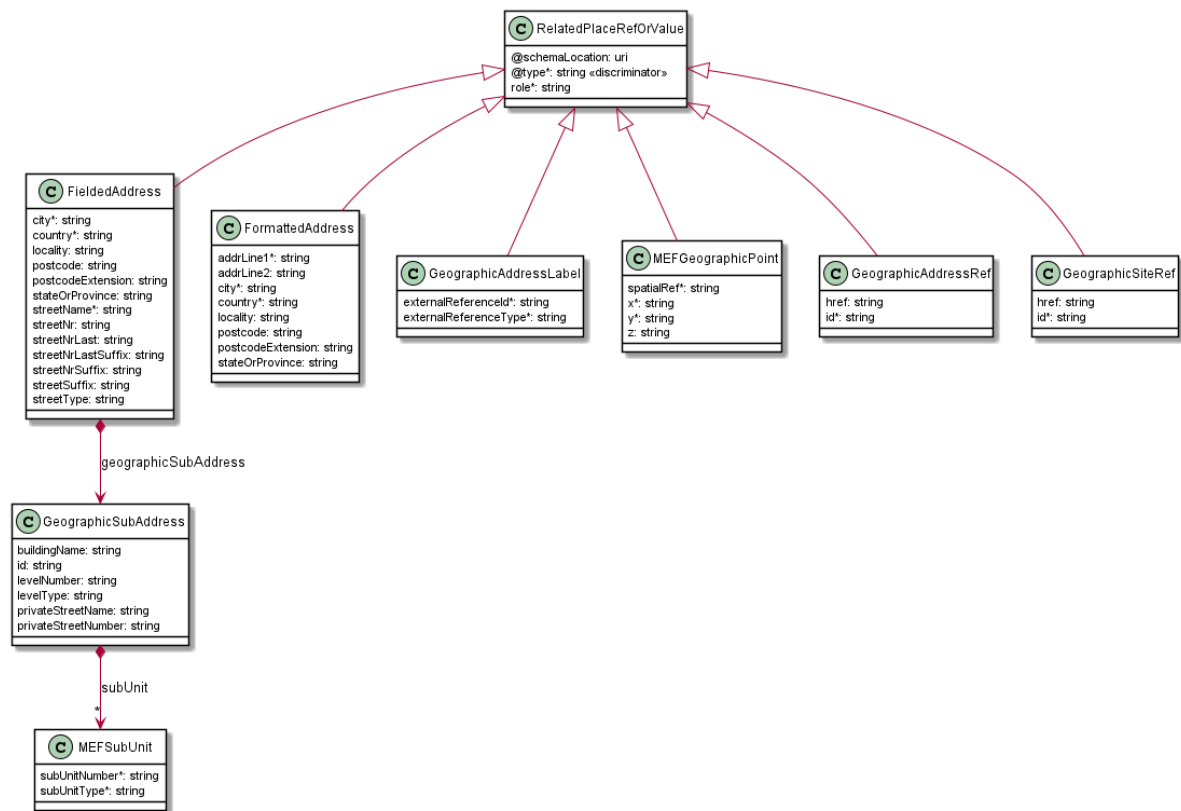 C RelatedPlaceRefOrValue
@schemaLocation: uri
@type*: string «discriminator»
role*: string
C FieldedAddress
city*: string
country*: string
locality: string
postcode: string
postcodeExtension: string
stateOrProvince: string
streetName*: string
streetNr: string
streetNrLast: string
streetNrLastSuffix: string
streetNrSuffix: string
streetSuffix: string
streetType: string
C FormattedAddress
addrLine1*: string
addrLine2: string
city*: string
country*: string
locality: string
postcode: string
postcodeExtension: string
stateOrProvince: string
C GeographicAddressLabel
externalReferenceId*: string
externalReferenceType*: string
C MEFGeographicPoint
spatialRef*: string
x*: string
y*: string
z: string
C GeographicAddressRef
href: string
id*: string
C GeographicSiteRef
href: string
id*: string
geographicSubAddress
C GeographicSubAddress
buildingName: string
id: string
levelNumber: string
levelType: string
privateStreetName: string
privateStreetNumber: string
subUnit
*
C MEFSubUnit
subUnitNumber*: string
subUnitType*: string